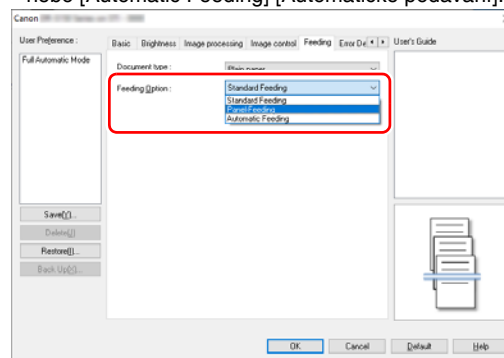 nebo [Automatic Feeding] [Automatické podávání].
Canon
User Preference :
Full Automatic Mode
Save(Y)...
Delete(J)
Restore(I)...
Back Up(X)...
Basic Brightness Image processing Image control Feeding Error De
Document type :
Plain paper
Feeding Option :
Standard Feeding
Standard Feeding
Panel Feeding
Automatic Feeding
User's Guide
OK Cancel Default Help